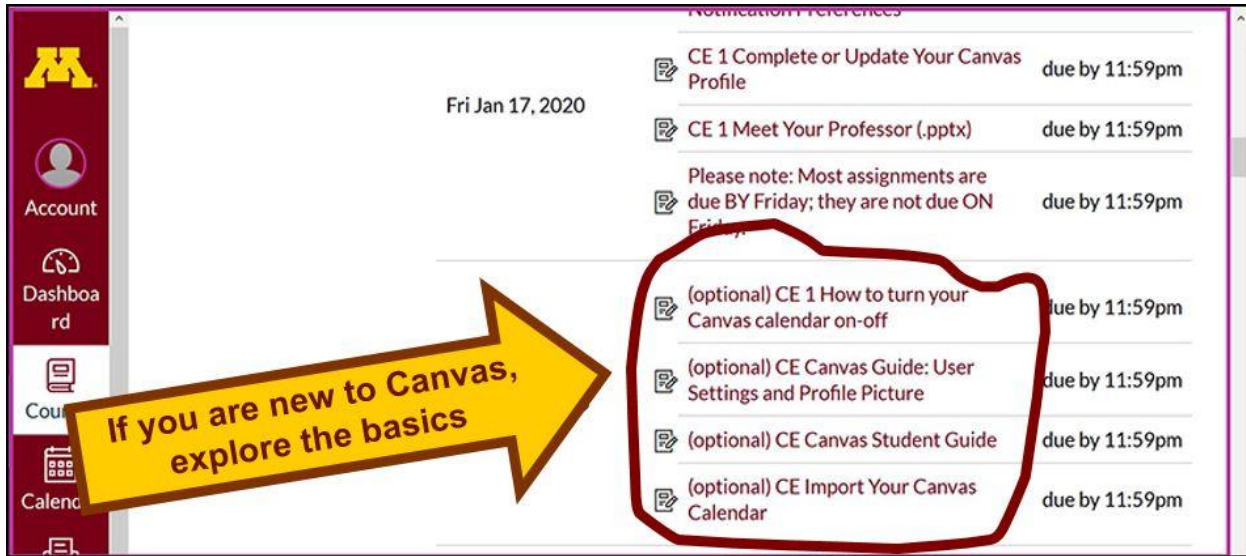 Notification Preferences
CE 1 Complete or Update Your Canvas
Profile
due by 11:59pm
Fri Jan 17, 2020
CE 1 Meet Your Professor (.pptx)
due by 11:59pm
Please note: Most assignments are
due BY Friday; they are not due ON
Friday.
due by 11:59pm
(optional) CE 1 How to turn your
Canvas calendar on-off
due by 11:59pm
(optional) CE Canvas Guide: User
Settings and Profile Picture
due by 11:59pm
(optional) CE Canvas Student Guide
due by 11:59pm
(optional) CE Import Your Canvas
Calendar
due by 11:59pm
M
Account
Dashboa
rd
Cou
Calend
If you are new to Canvas,
explore the basics